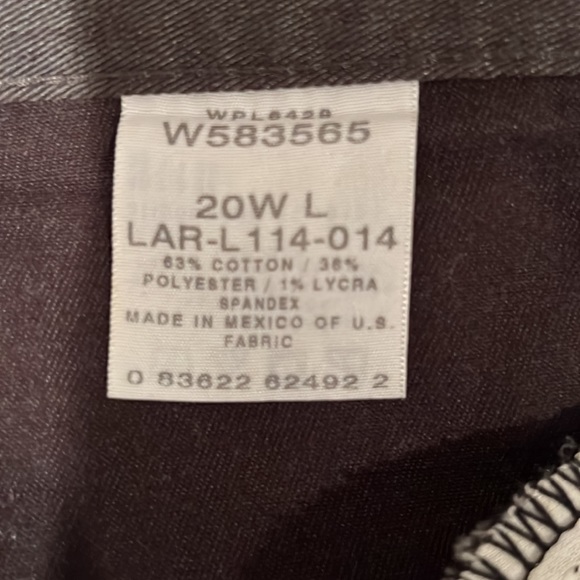 WPL6428
W583565
20W L
LAR-L114-014
63% COTTON / 36%
POLYESTER / 1% LYCRA
SPANDEX
MADE IN MEXICO OF U.S.
FABRIC
0 83622 62492 2